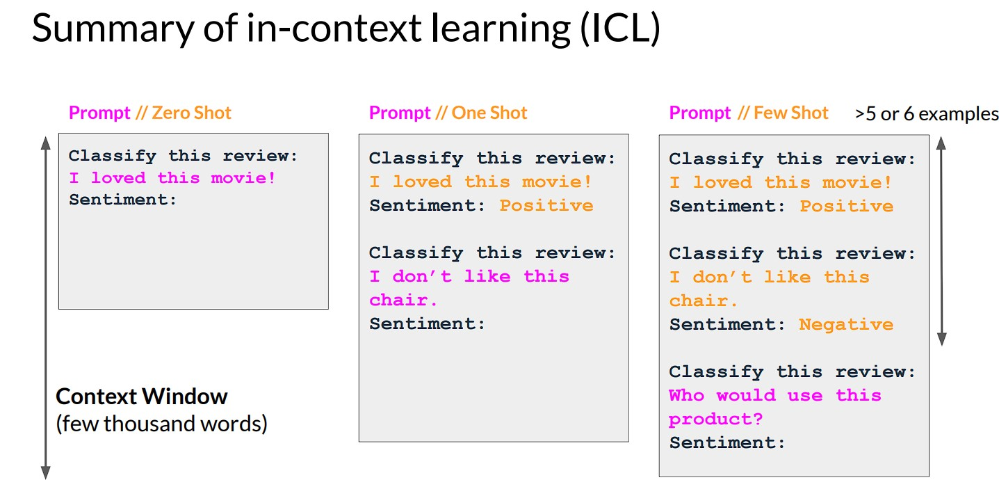 Summary of in-context learning (ICL)
Prompt // Zero Shot
Classify this review:
I loved this movie!
Sentiment:
Context Window
(few thousand words)
Prompt // One Shot
Classify this review:
I loved this movie!
Sentiment: Positive
Classify this review:
I don’t like this
chair.
Sentiment:
Prompt // Few Shot >5 or 6 examples
Classify this review:
I loved this movie!
Sentiment: Positive
Classify this review:
I don’t like this
chair.
Sentiment: Negative
Classify this review:
Who would use this
product?
Sentiment: